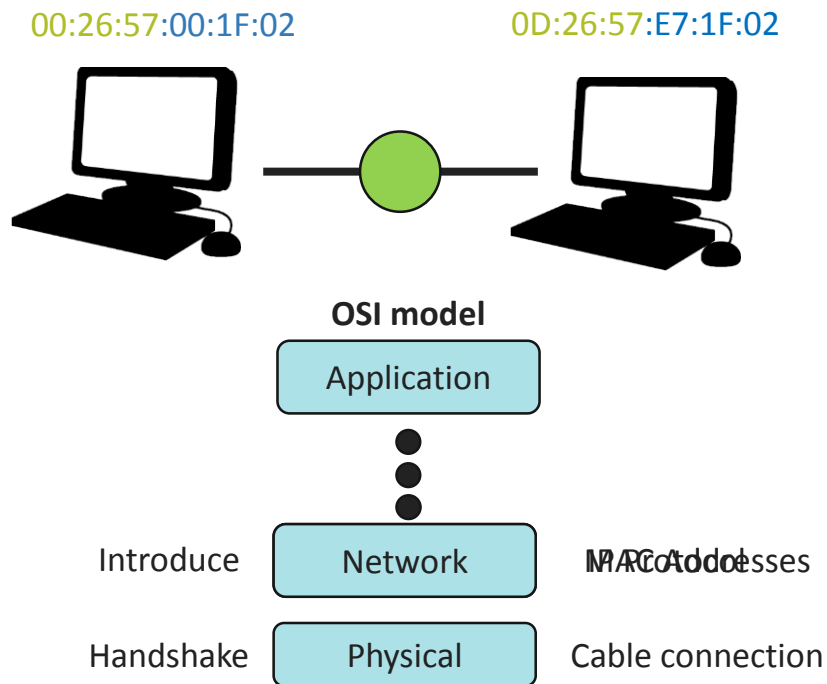 00:26:57:00:1F:02
0D:26:57:E7:1F:02
OSI model
Application
Introduce
Network
Handshake
Physical
Cable connection